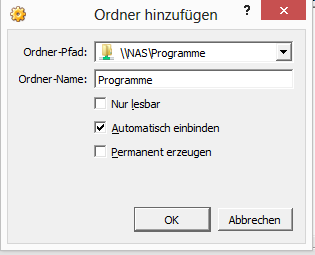 Ordner hinzufügen
Ordner-Pfad: \\NAS\Programme
Ordner-Name: Programme
Nur lesbar
Automatisch einbinden
Permanent erzeugen
OK Abbrechen